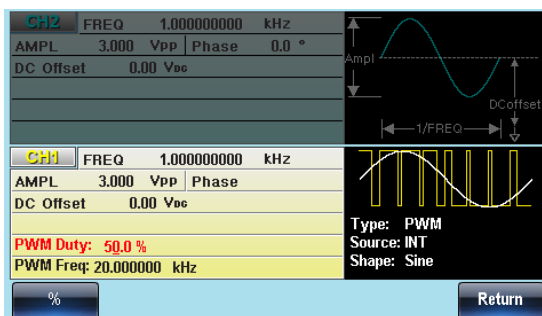 CH2 FREQ 1.000000000 kHz
AMPL 3.000 Vpp Phase 0.0 °
DC Offset 0.00 VDC
Ampl
DCoffset
1/FREQ
CH1 FREQ 1.000000000 kHz
AMPL 3.000 Vpp Phase
DC Offset 0.00 VDC
PWM Duty: 50.0 %
PWM Freq: 20.000000 kHz
Type: PWM
Source: INT
Shape: Sine
% Return